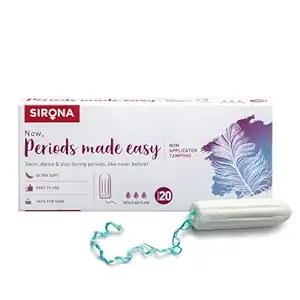 SIRONA
Now,
Periods made easy
Swim, dance & play during periods, like never before!
NON
APPLICATOR
TAMPONS
ULTRA SOFT
EASY TO USE
SAFE FOR SKIN
REGULAR FLOW
20